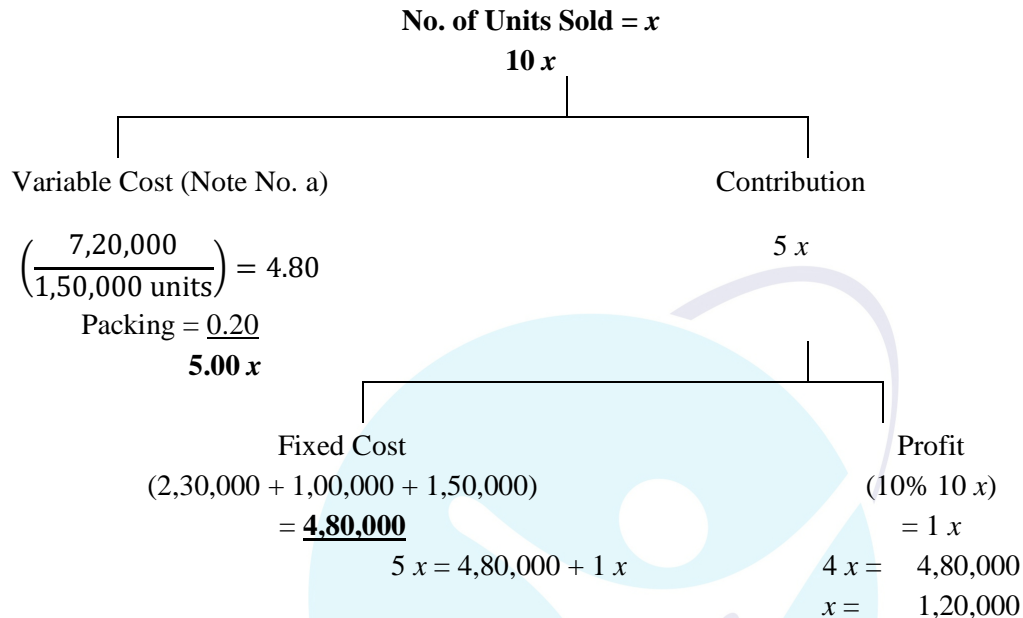 No. of Units Sold = x
10 x
Variable Cost (Note No. a)
Contribution
(7,20,000 / 1,50,000 units) = 4.80
5 x
Packing = 0.20
5.00 x
Fixed Cost
Profit
(2,30,000 + 1,00,000 + 1,50,000)
(10% 10 x)
= 4,80,000
= 1 x
5 x = 4,80,000 + 1 x
4 x = 4,80,000
x = 1,20,000